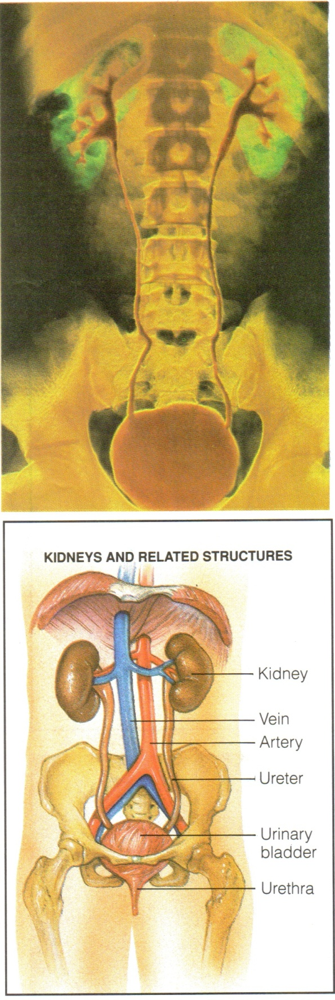 KIDNEYS AND RELATED STRUCTURES
Kidney
Vein
Artery
Ureter
Urinary
bladder
Urethra